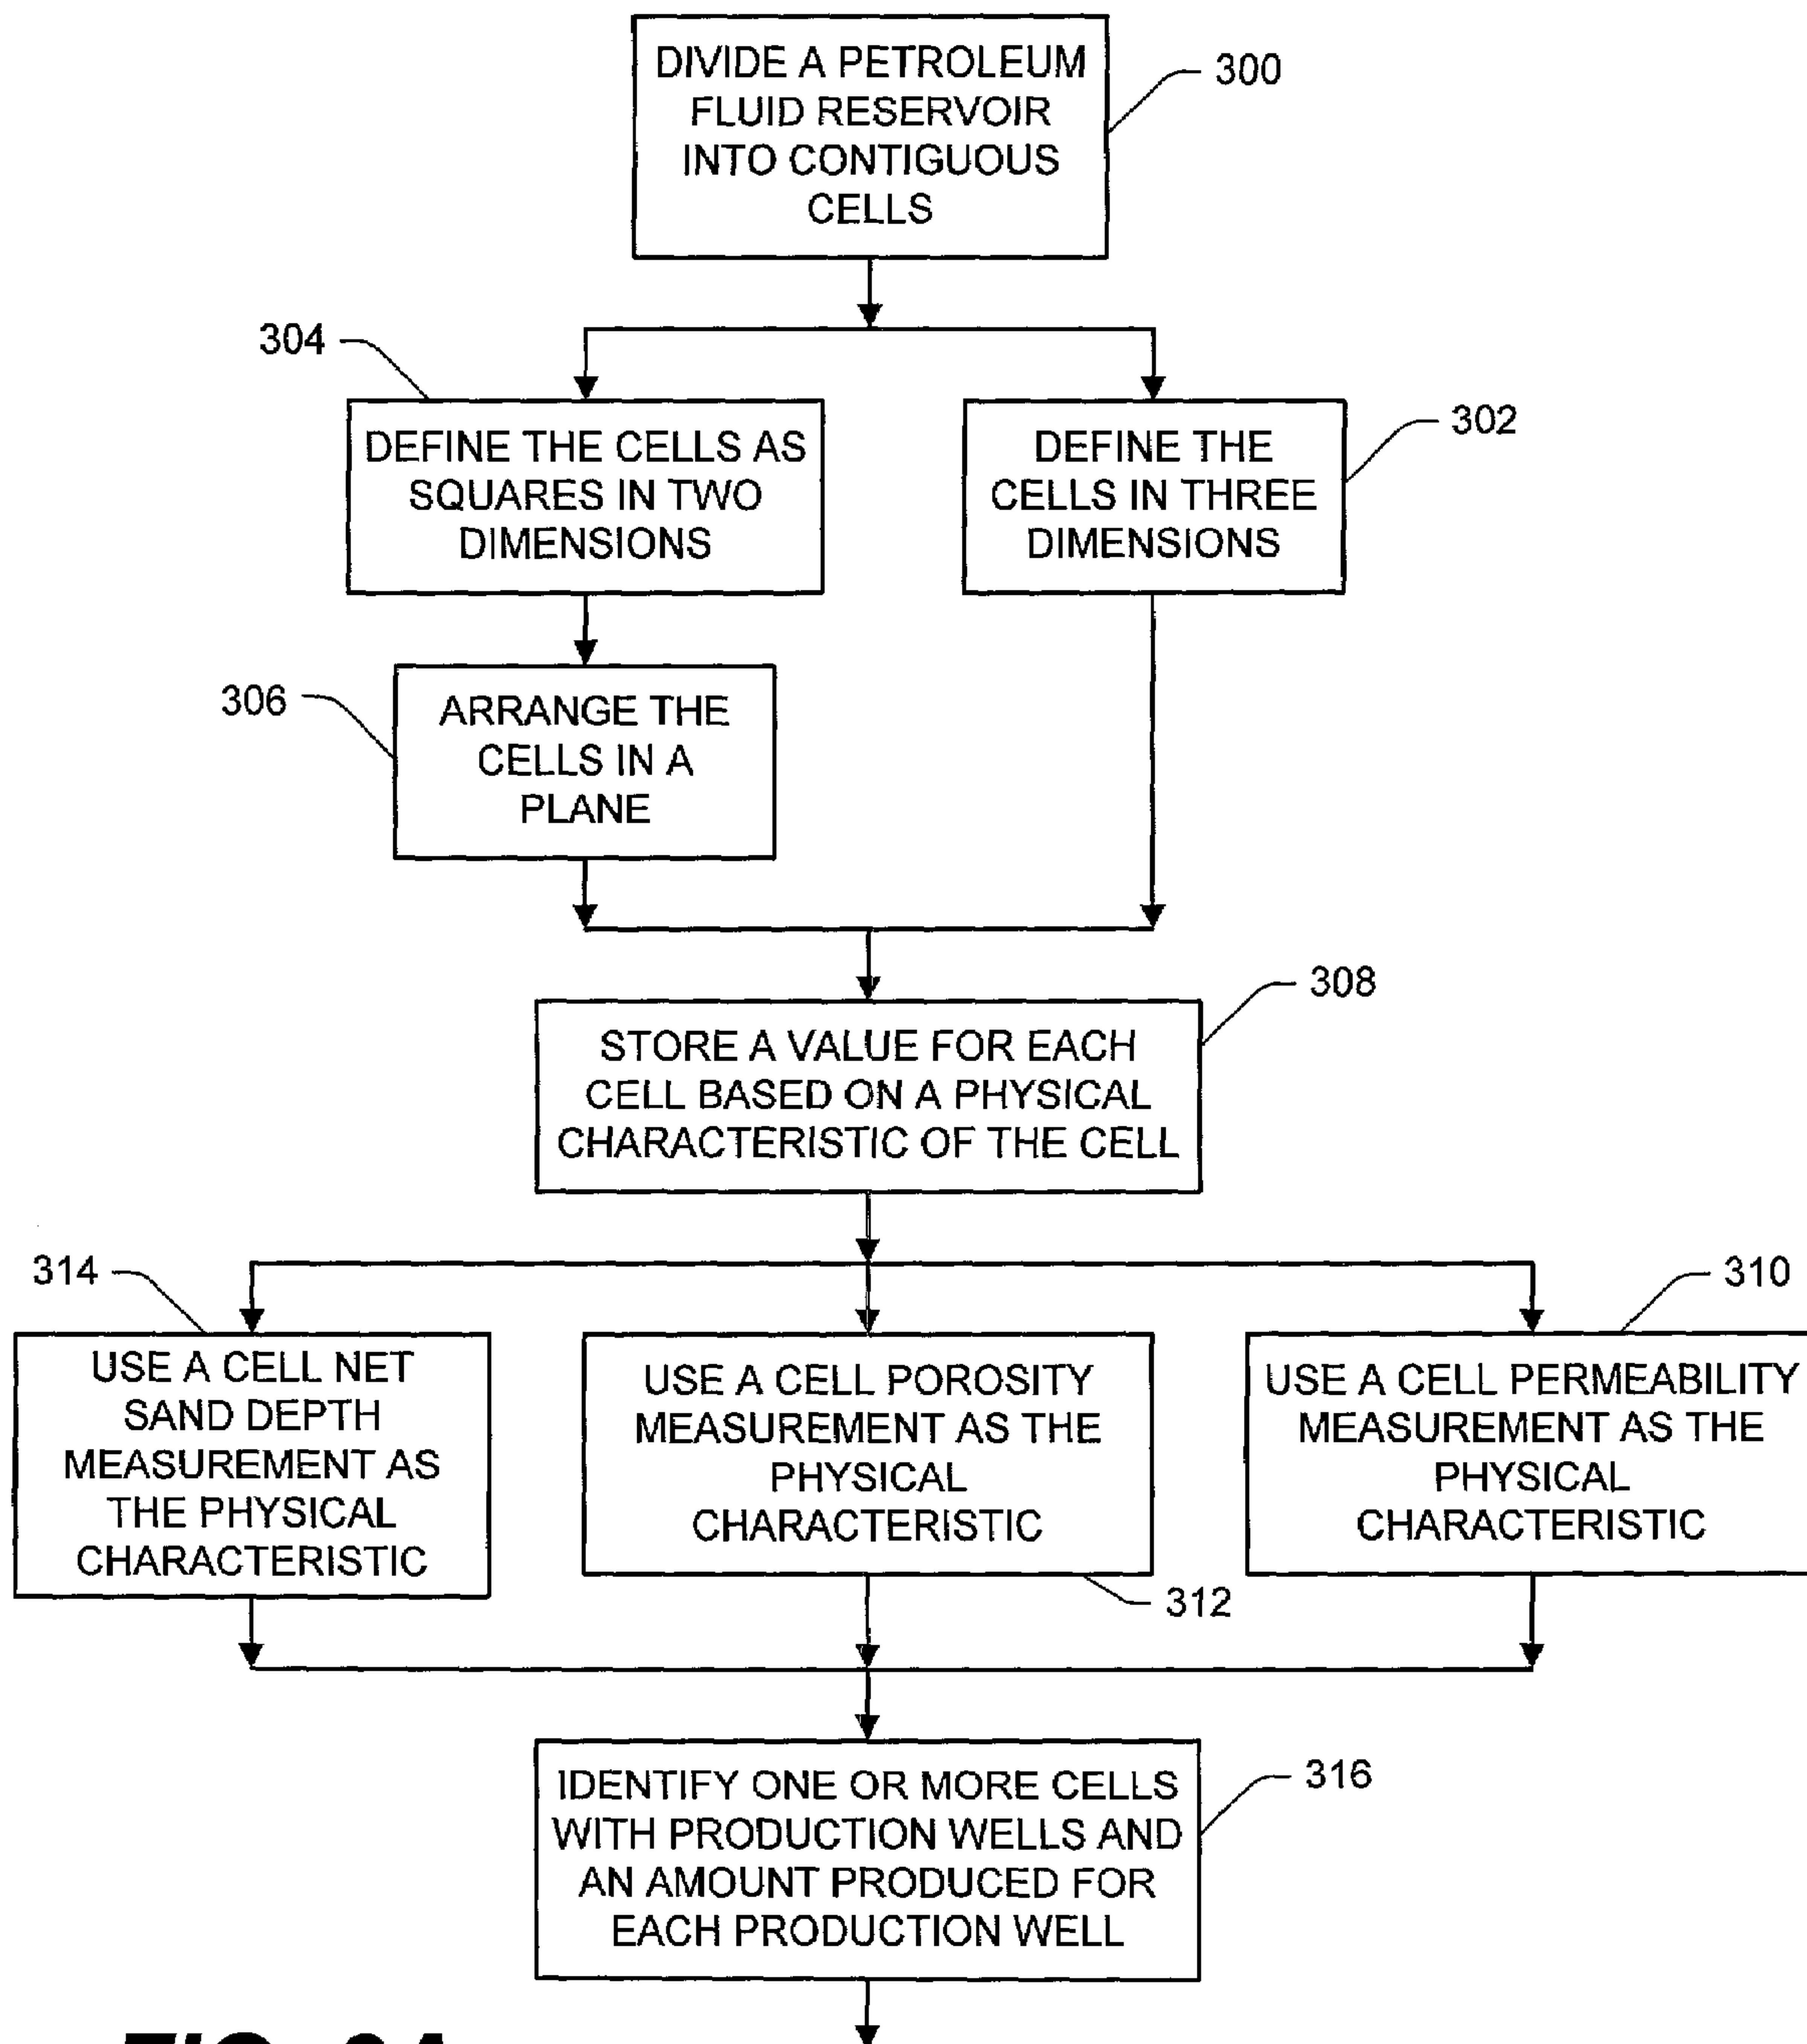 DIVIDE A PETROLEUM
FLUID RESERVOIR
INTO CONTIGUOUS
CELLS
300
304
DEFINE THE CELLS AS
SQUARES IN TWO
DIMENSIONS
DEFINE THE
CELLS IN THREE
DIMENSIONS
302
306
ARRANGE THE
CELLS IN A
PLANE
308
STORE A VALUE FOR EACH
CELL BASED ON A PHYSICAL
CHARACTERISTIC OF THE CELL
314
310
USE A CELL NET
SAND DEPTH
MEASUREMENT AS
THE PHYSICAL
CHARACTERISTIC
USE A CELL POROSITY
MEASUREMENT AS THE
PHYSICAL
CHARACTERISTIC
312
USE A CELL PERMEABILITY
MEASUREMENT AS THE
PHYSICAL
CHARACTERISTIC
IDENTIFY ONE OR MORE CELLS
WITH PRODUCTION WELLS AND
AN AMOUNT PRODUCED FOR
EACH PRODUCTION WELL
316